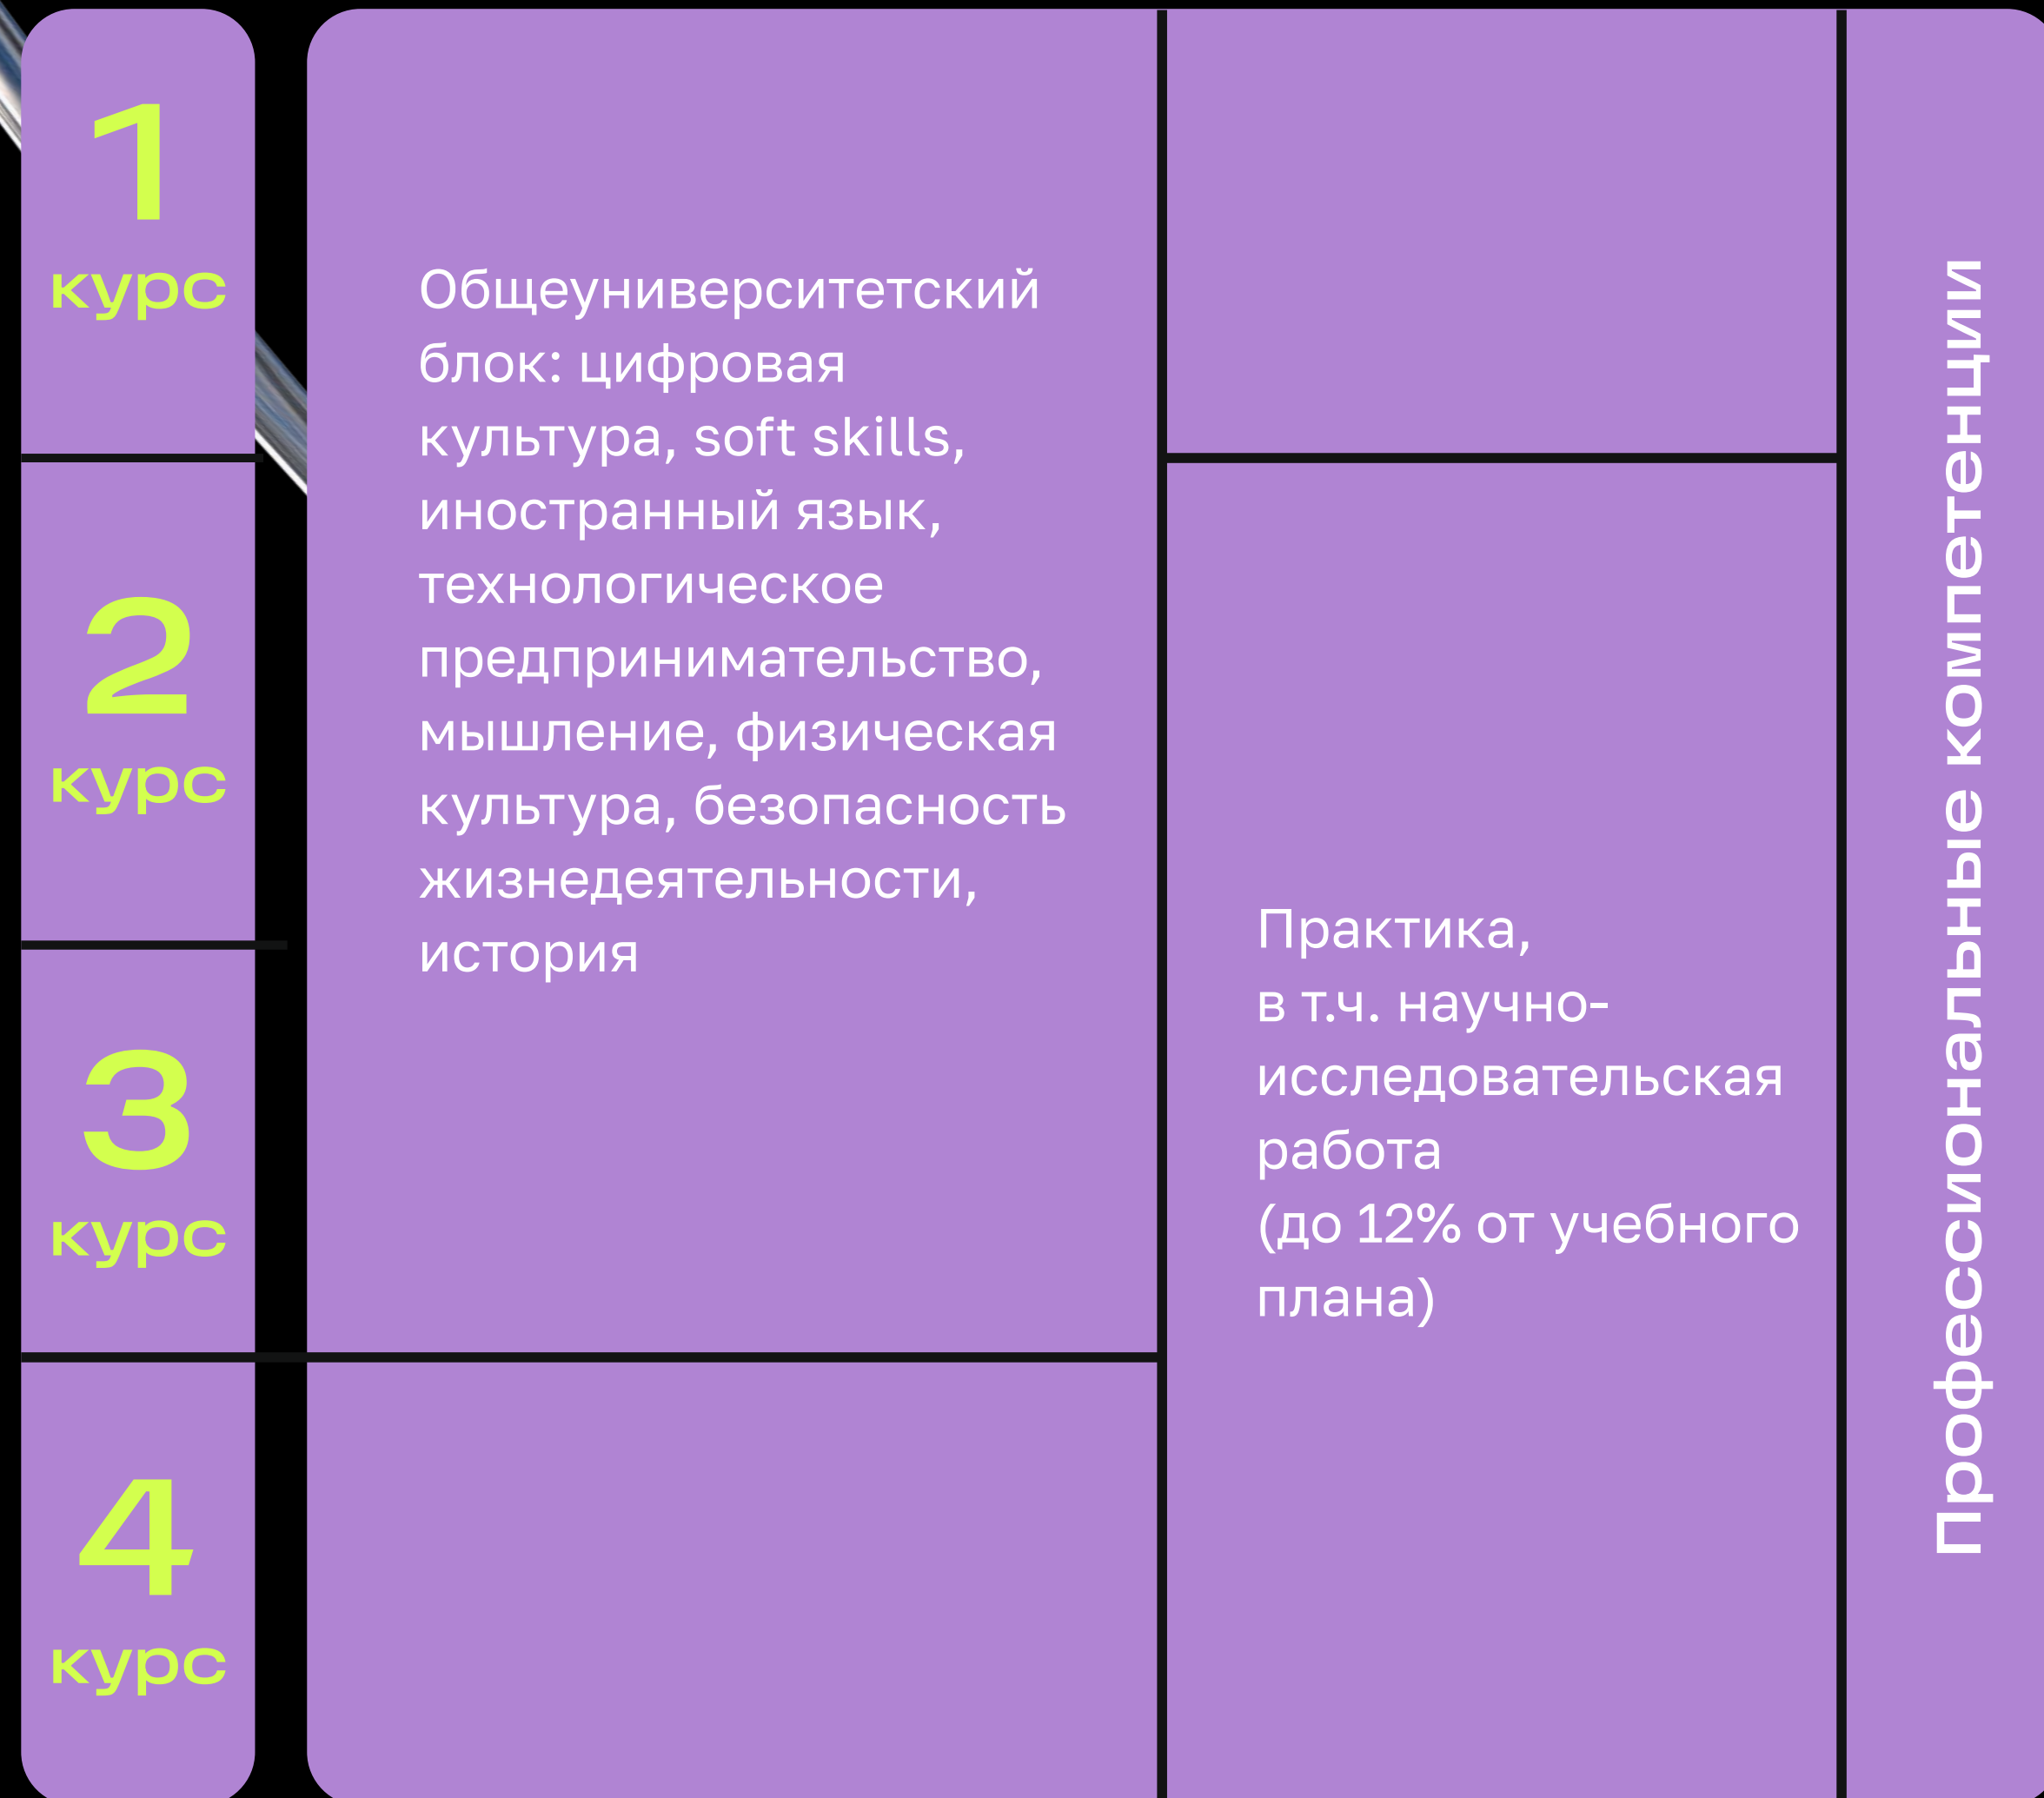 1
курс
2
курс
3
курс
4
курс
Общеуниверситетский
блок: цифровая
культура, soft skills,
иностранный язык,
технологическое
предпринимательство,
мышление, физическая
культура, безопасность
жизнедеятельности,
история
Практика,
в т.ч. научно-
исследовательская
работа
(до 12% от учебного
плана)
Профессиональные компетенции